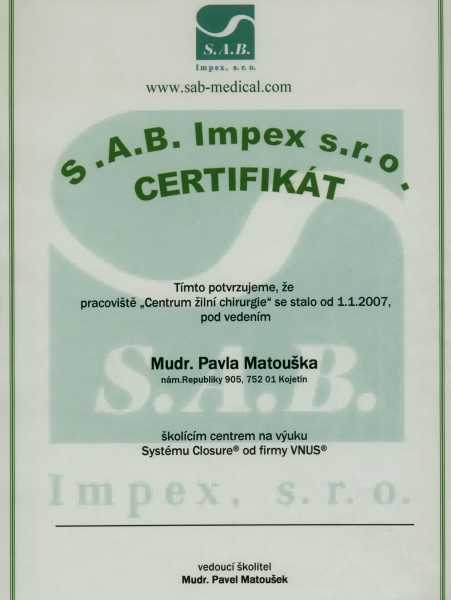 S.A.B.
Impex, s.r.o.
www.sab-medical.com
S.A.B. Impex s.r.o.
CERTIFIKÁT
Tímto potvrzujeme, že
pracoviště „Centrum žilní chirurgie“ se stalo od 1.1.2007,
pod vedením
Mudr. Pavla Matouška
nám.Republiky 905, 752 01 Kojetín
S.A.B.
školícím centrem na výuku
Systému Closure® od firmy VNUS®
Impex, s.r.o.
vedoucí školitel
Mudr. Pavel Matoušek